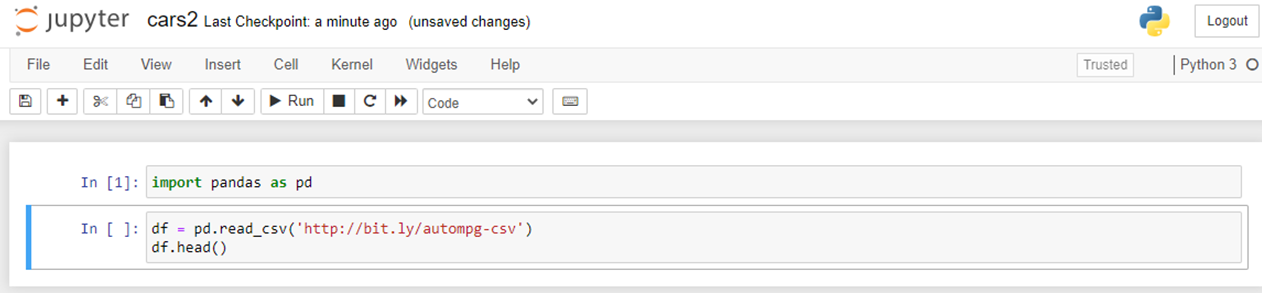 jupyter cars2 Last Checkpoint: a minute ago (unsaved changes) Logout
File Edit View Insert Cell Kernel Widgets Help Trusted Python 3
Run Code
In [1]: import pandas as pd
In [ ]: df = pd.read_csv('http://bit.ly/autompg-csv')
df.head()